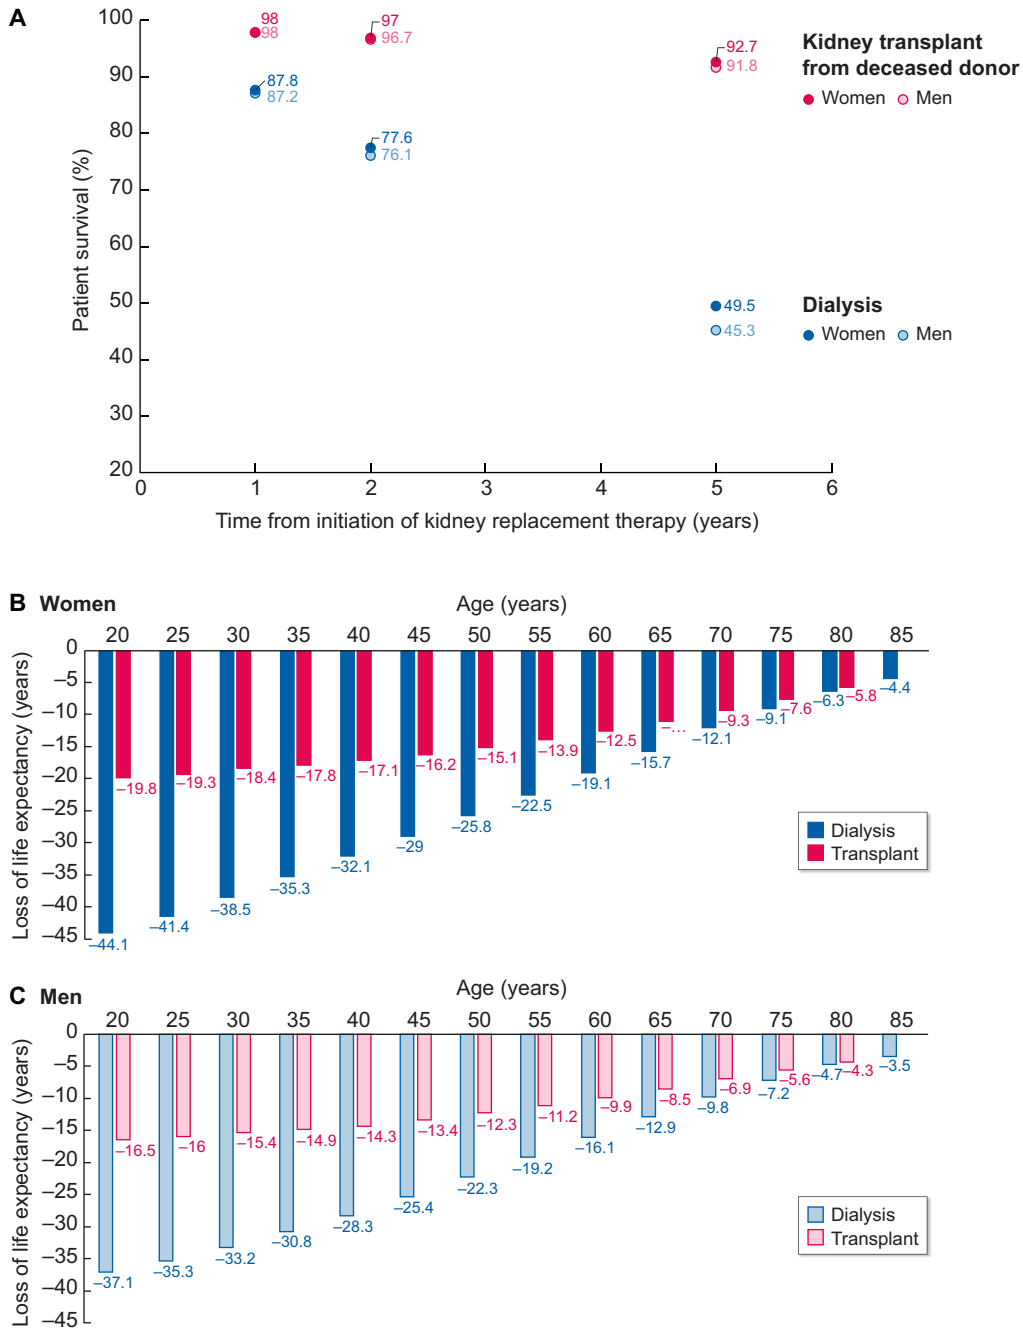 A
100
90
80
70
60
50
40
30
20
Patient survival (%)
98
98
97
96.7
92.7
91.8
87.8
87.2
77.6
76.1
49.5
45.3
Kidney transplant
from deceased donor
Women Men
Dialysis
Women Men
0 1 2 3 4 5 6
Time from initiation of kidney replacement therapy (years)
B Women
Age (years)
20 25 30 35 40 45 50 55 60 65 70 75 80 85
0
–5
–10
–15
–20
–25
–30
–35
–40
–45
Loss of life expectancy (years)
–44.1 –41.4 –38.5 –35.3 –32.1 –29 –25.8 –22.5 –19.1 –15.7 –12.1 –9.1 –6.3 –4.4
–19.8 –19.3 –18.4 –17.8 –17.1 –16.2 –15.1 –13.9 –12.5 –... –9.3 –7.6 –5.8
Dialysis
Transplant
C Men
Age (years)
20 25 30 35 40 45 50 55 60 65 70 75 80 85
0
–5
–10
–15
–20
–25
–30
–35
–40
–45
Loss of life expectancy (years)
–37.1 –35.3 –33.2 –30.8 –28.3 –25.4 –22.3 –19.2 –16.1 –12.9 –9.8 –7.2 –4.7 –3.5
–16.5 –16 –15.4 –14.9 –14.3 –13.4 –12.3 –11.2 –9.9 –8.5 –6.9 –5.6 –4.3
Dialysis
Transplant